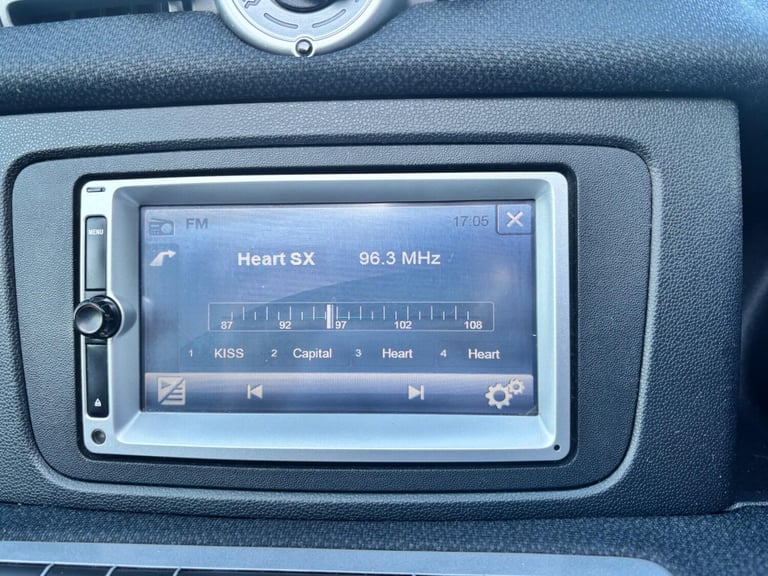 MENU
FM 17:05
Heart SX 96.3 MHz
87 92 97 102 108
1 KISS 2 Capital 3 Heart 4 Heart